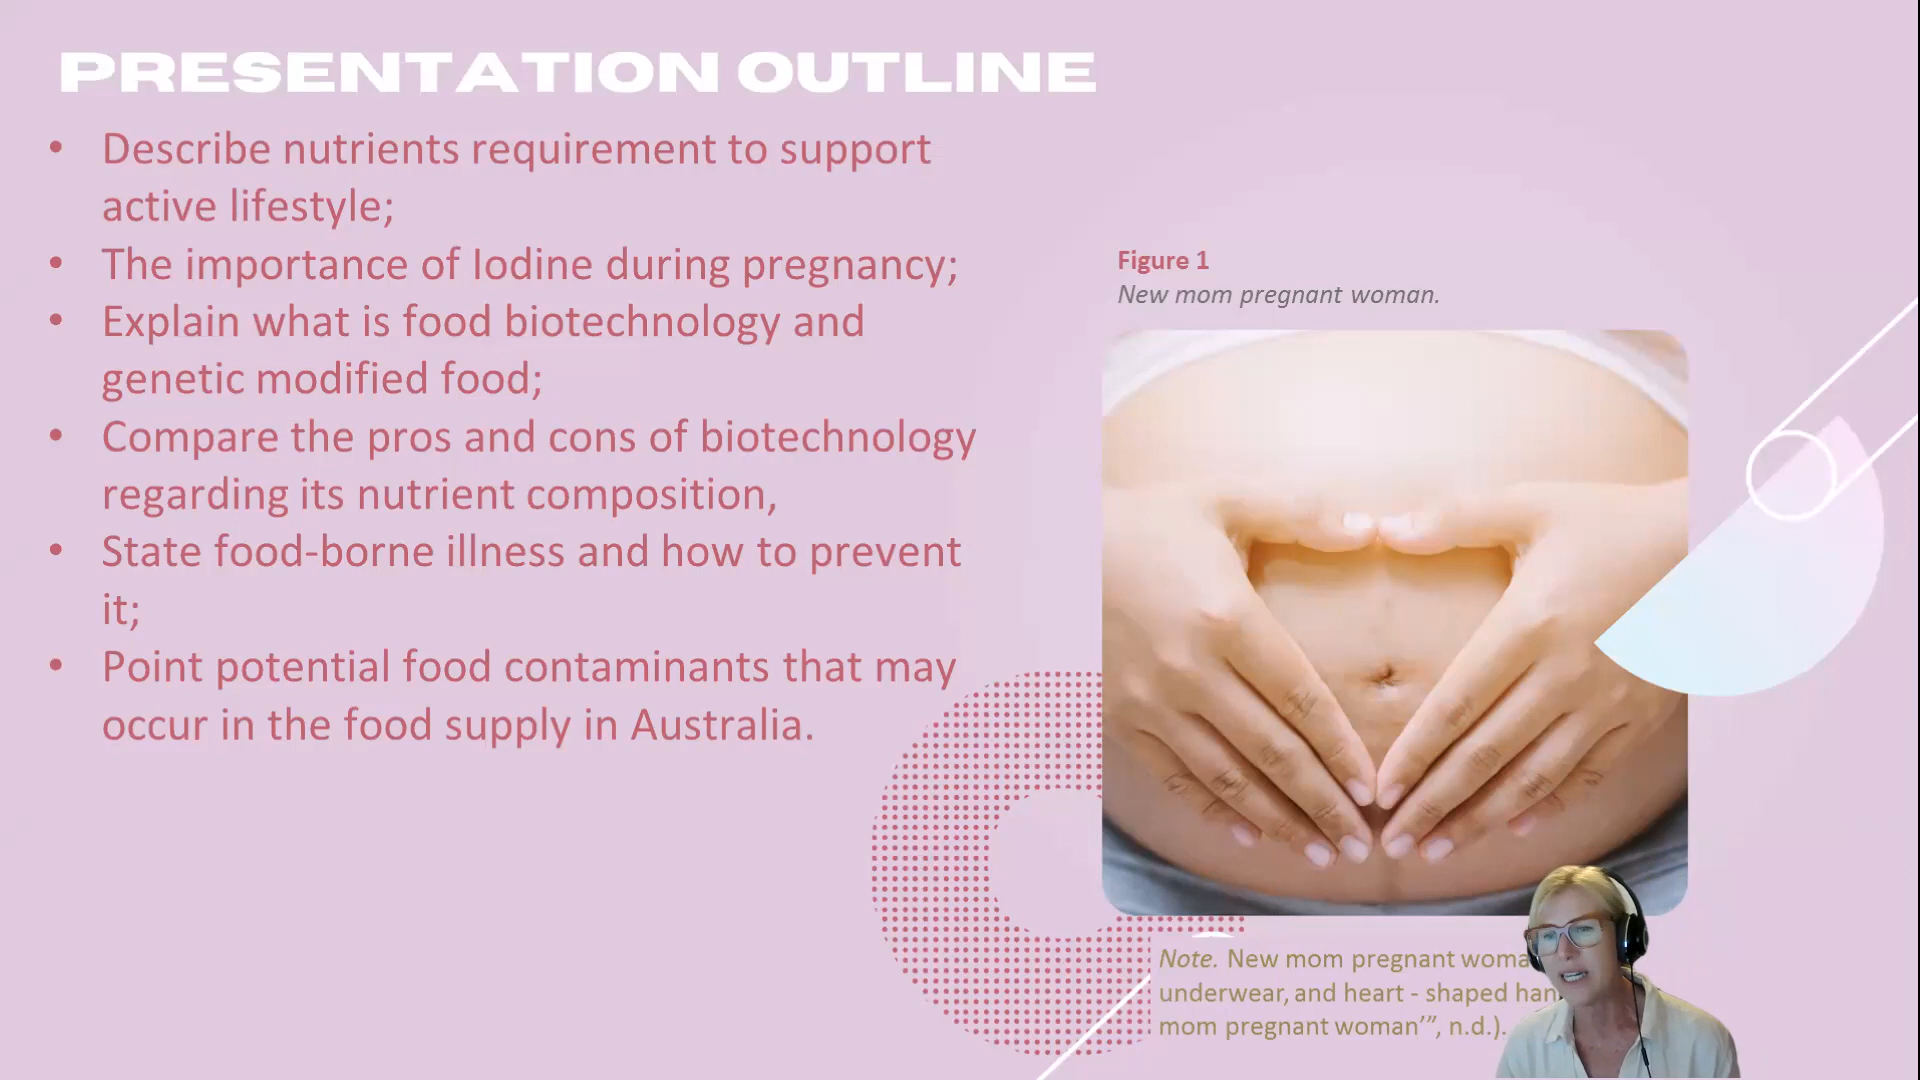 PRESENTATION OUTLINE
• Describe nutrients requirement to support
active lifestyle;
• The importance of Iodine during pregnancy;
• Explain what is food biotechnology and
genetic modified food;
• Compare the pros and cons of biotechnology
regarding its nutrient composition,
• State food-borne illness and how to prevent
it;
• Point potential food contaminants that may
occur in the food supply in Australia.
Figure 1
New mom pregnant woman.
Note. New mom pregnant
underwear, and heart - shaped
mom pregnant woman’”, n.d.).